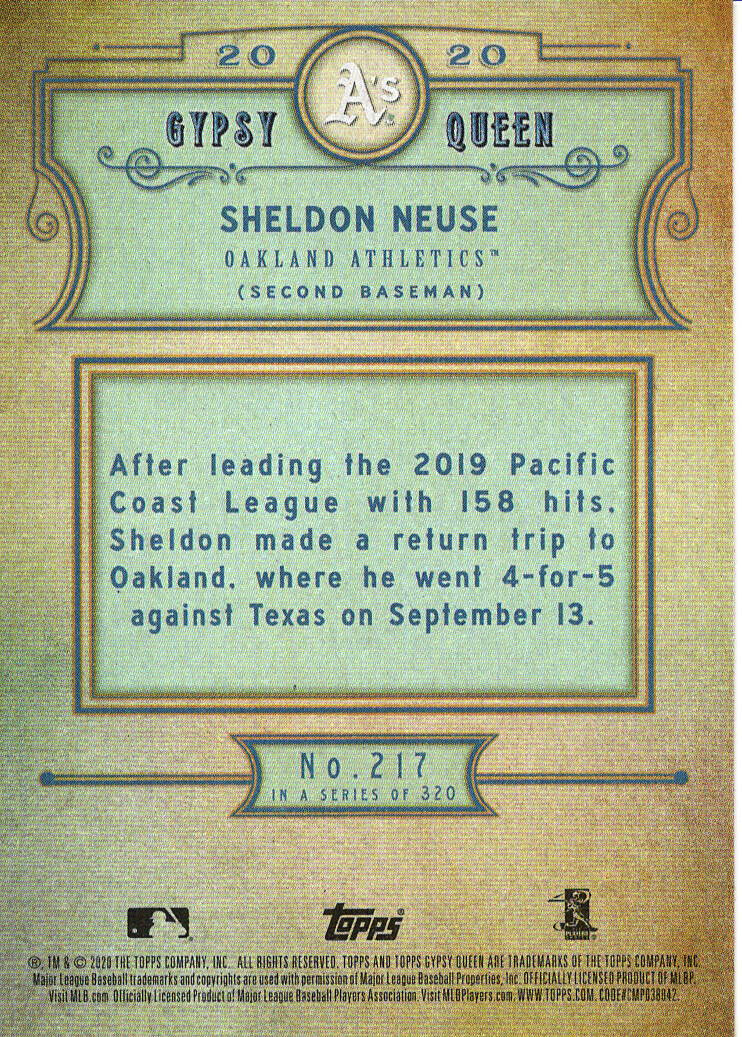 20 A's 20
GYPSY QUEEN
SHELDON NEUSE
OAKLAND ATHLETICS™
(SECOND BASEMAN)
After leading the 2019 Pacific
Coast League with 158 hits,
Sheldon made a return trip to
Oakland, where he went 4-for-5
against Texas on September 13.
No. 217
IN A SERIES OF 320
topps®
®, TM & © 2020 THE TOPPS COMPANY, INC. ALL RIGHTS RESERVED. TOPPS AND TOPPS GYPSY QUEEN ARE TRADEMARKS OF THE TOPPS COMPANY, INC.
Major League Baseball trademarks and copyrights are used with permission of Major League Baseball Properties, Inc. OFFICIALLY LICENSED PRODUCT OF MLBP.
Visit MLB.com Officially Licensed Product of Major League Baseball Players Association. Visit MLBPlayers.com. WWW.TOPPS.COM. CODE#CMP038842.